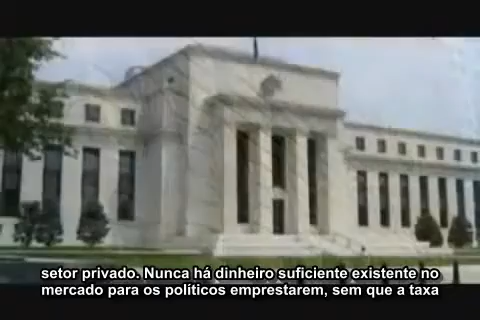 setor privado. Nunca há dinheiro suficiente existente no
mercado para os políticos emprestarem, sem que a taxa